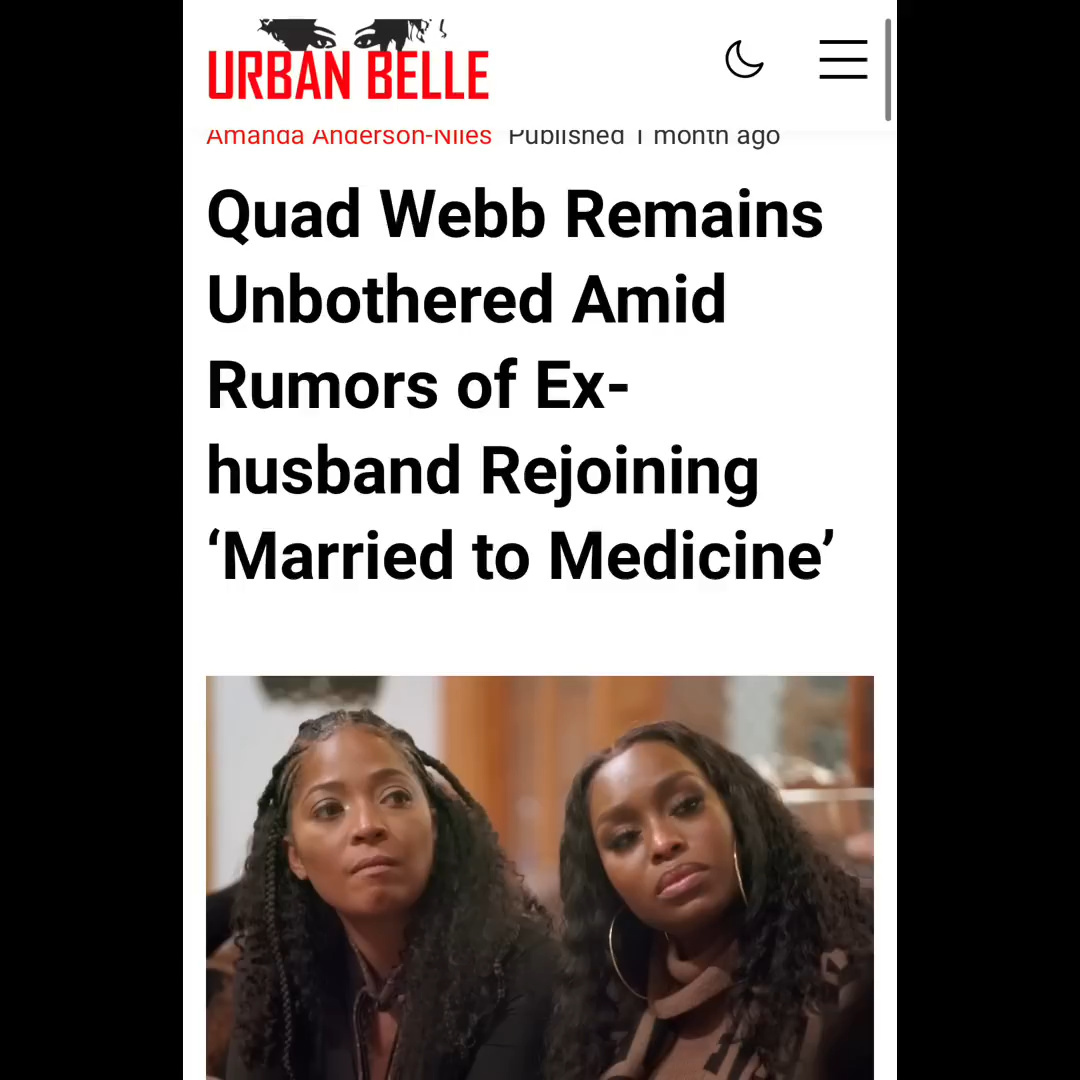 URBAN BELLE
Amanda Anderson-Niles Published 1 month ago
Quad Webb Remains
Unbothered Amid
Rumors of Ex-
husband Rejoining
‘Married to Medicine’